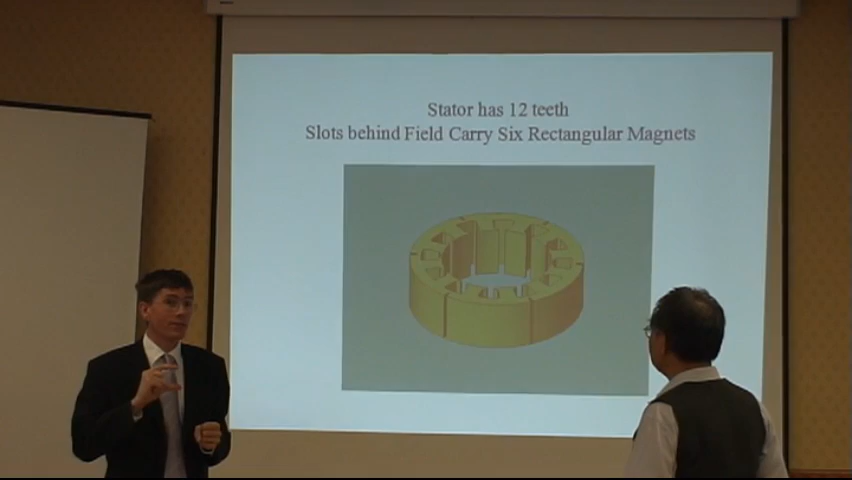 Stator has 12 teeth
Slots behind Field Carry Six Rectangular Magnets